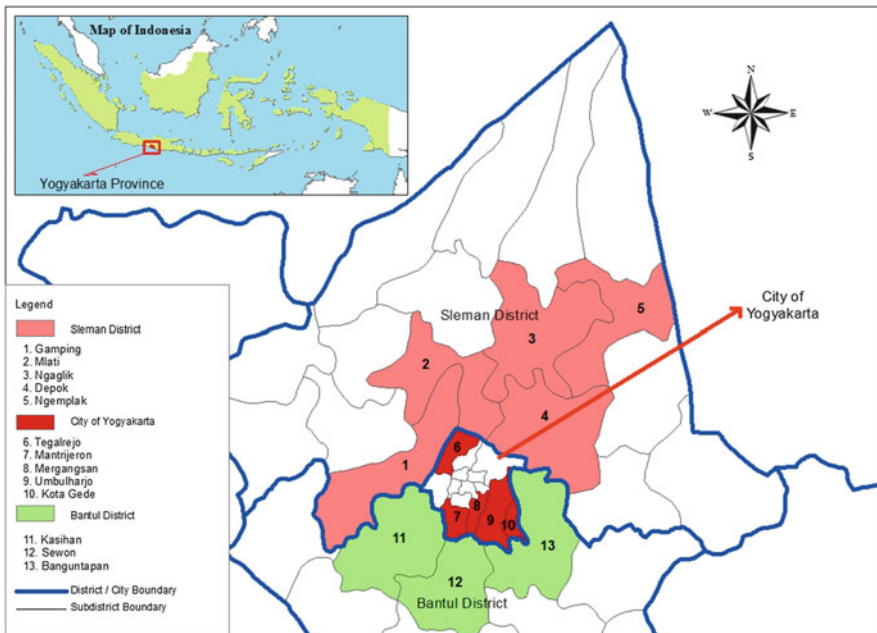 Map of Indonesia
Yogyakarta Province
N
W
E
S
City of
Yogyakarta
Sleman District
5
3
2
4
6
1
8
7
9
10
11
13
12
Bantul District
Legend
Sleman District
1. Gamping
2. Mlati
3. Ngaglik
4. Depok
5. Ngemplak
City of Yogyakarta
6. Tegalrejo
7. Mantrijeron
8. Mergangsan
9. Umbulharjo
10. Kota Gede
Bantul District
11. Kasihan
12. Sewon
13. Banguntapan
District / City Boundary
Subdistrict Boundary